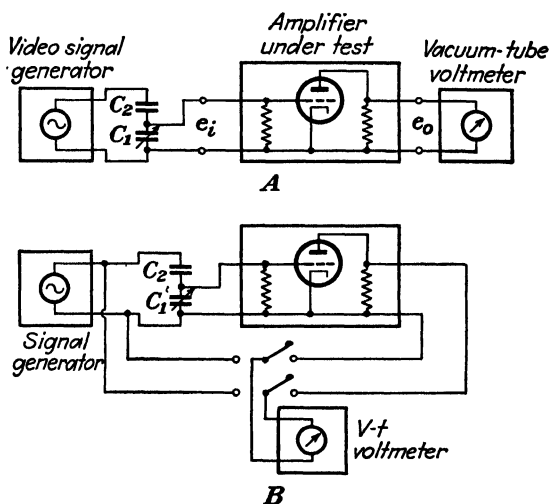 Amplifier
under test
Video signal
generator
Vacuum-tube
voltmeter
C2
C1
ei
eo
A
C2
C1
Signal
generator
V-t
voltmeter
B